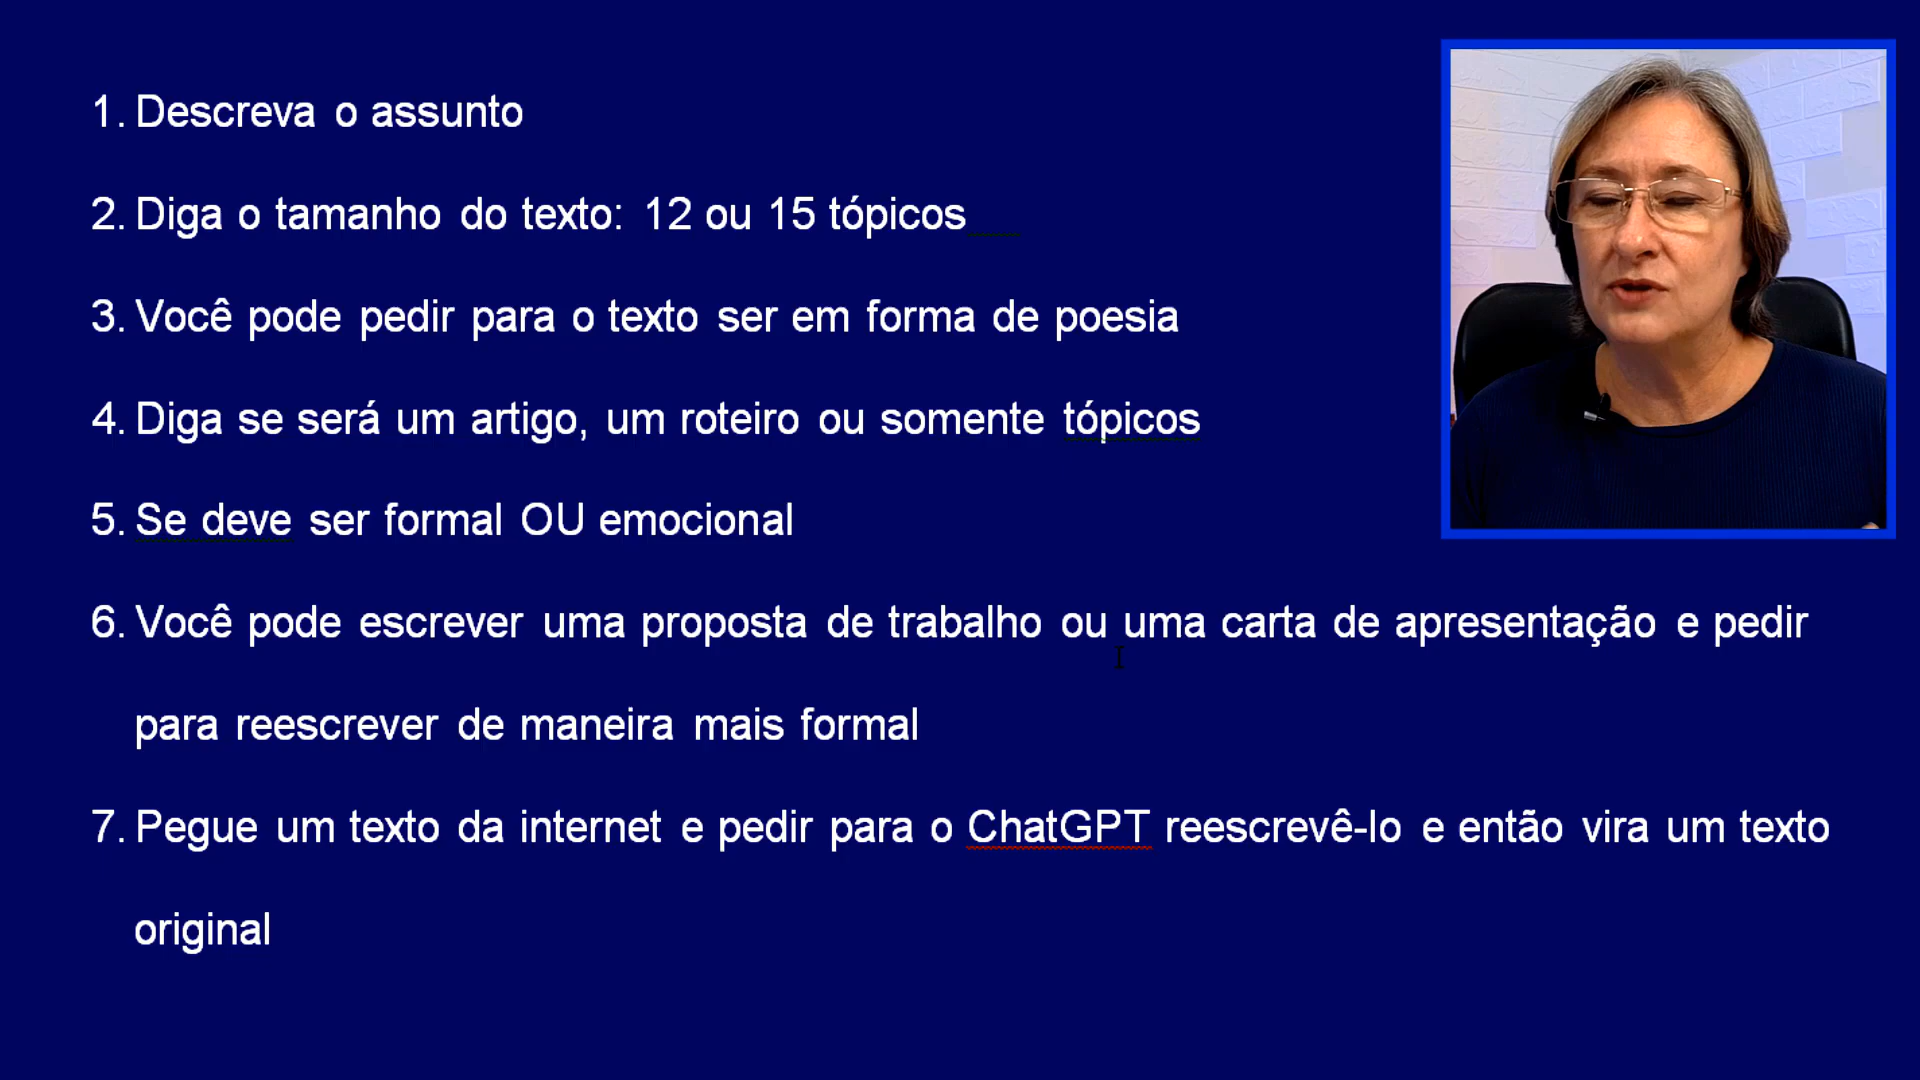 1. Descreva o assunto
2. Diga o tamanho do texto: 12 ou 15 tópicos
3. Você pode pedir para o texto ser em forma de poesia
4. Diga se será um artigo, um roteiro ou somente tópicos
5. Se deve ser formal OU emocional
6. Você pode escrever uma proposta de trabalho ou uma carta de apresentação e pedir
para reescrever de maneira mais formal
7. Pegue um texto da internet e pedir para o ChatGPT reescrevê-lo e então vira um texto
original